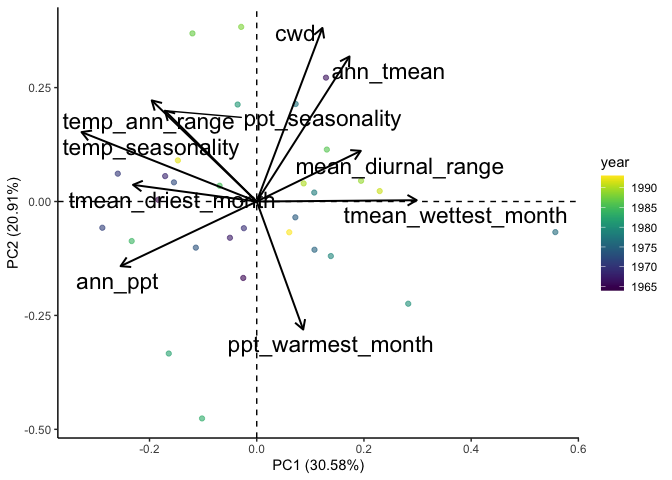 cwd
ann_tmean
ppt_seasonality
temp_ann_range
temp_seasonality
mean_diurnal_range
tmean_driest_month
tmean_wettest_month
ann_ppt
ppt_warmest_month
0.25
0.00
-0.25
-0.50
PC2 (20.91%)
-0.2
0.0
0.2
0.4
0.6
PC1 (30.58%)
year
1990
1985
1980
1975
1970
1965